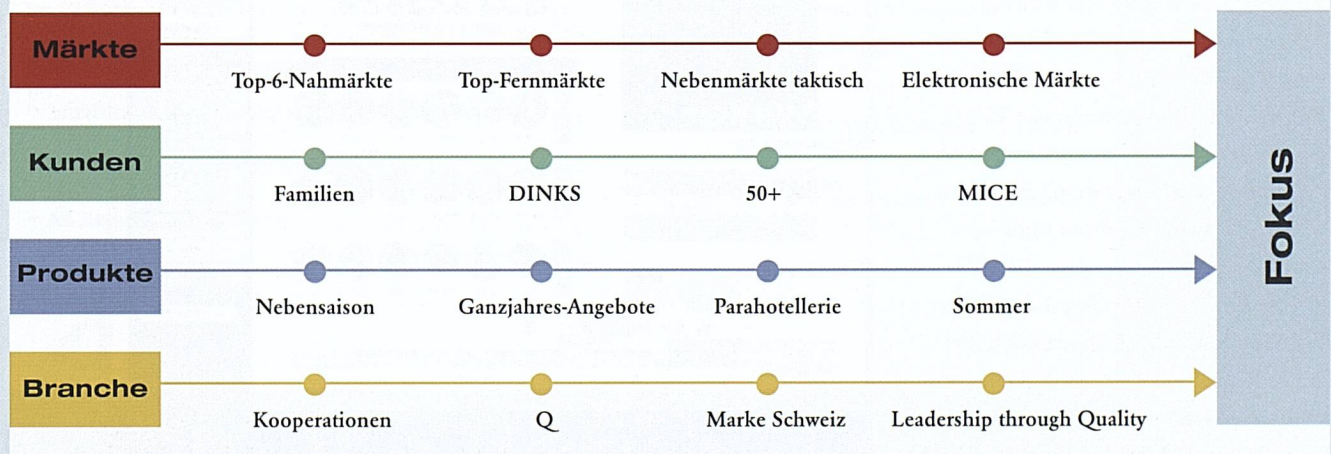 Märkte
Top-6-Nahmärkte Top-Fernmärkte Nebenmärkte taktisch Elektronische Märkte
Kunden
Familien DINKS 50+ MICE
Produkte
Nebensaison Ganzjahres-Angebote Parahotellerie Sommer
Branche
Kooperationen Q Marke Schweiz Leadership through Quality
Fokus